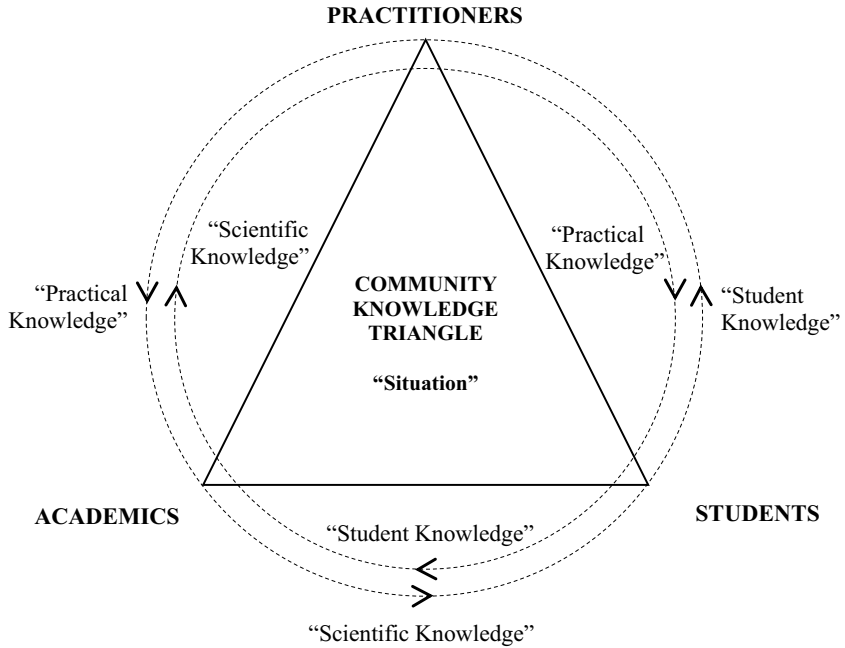 PRACTITIONERS
“Scientific
Knowledge”
“Practical
Knowledge”
“Practical
Knowledge”
COMMUNITY
KNOWLEDGE
TRIANGLE
“Situation”
“Student
Knowledge”
ACADEMICS
STUDENTS
“Student Knowledge”
“Scientific Knowledge”